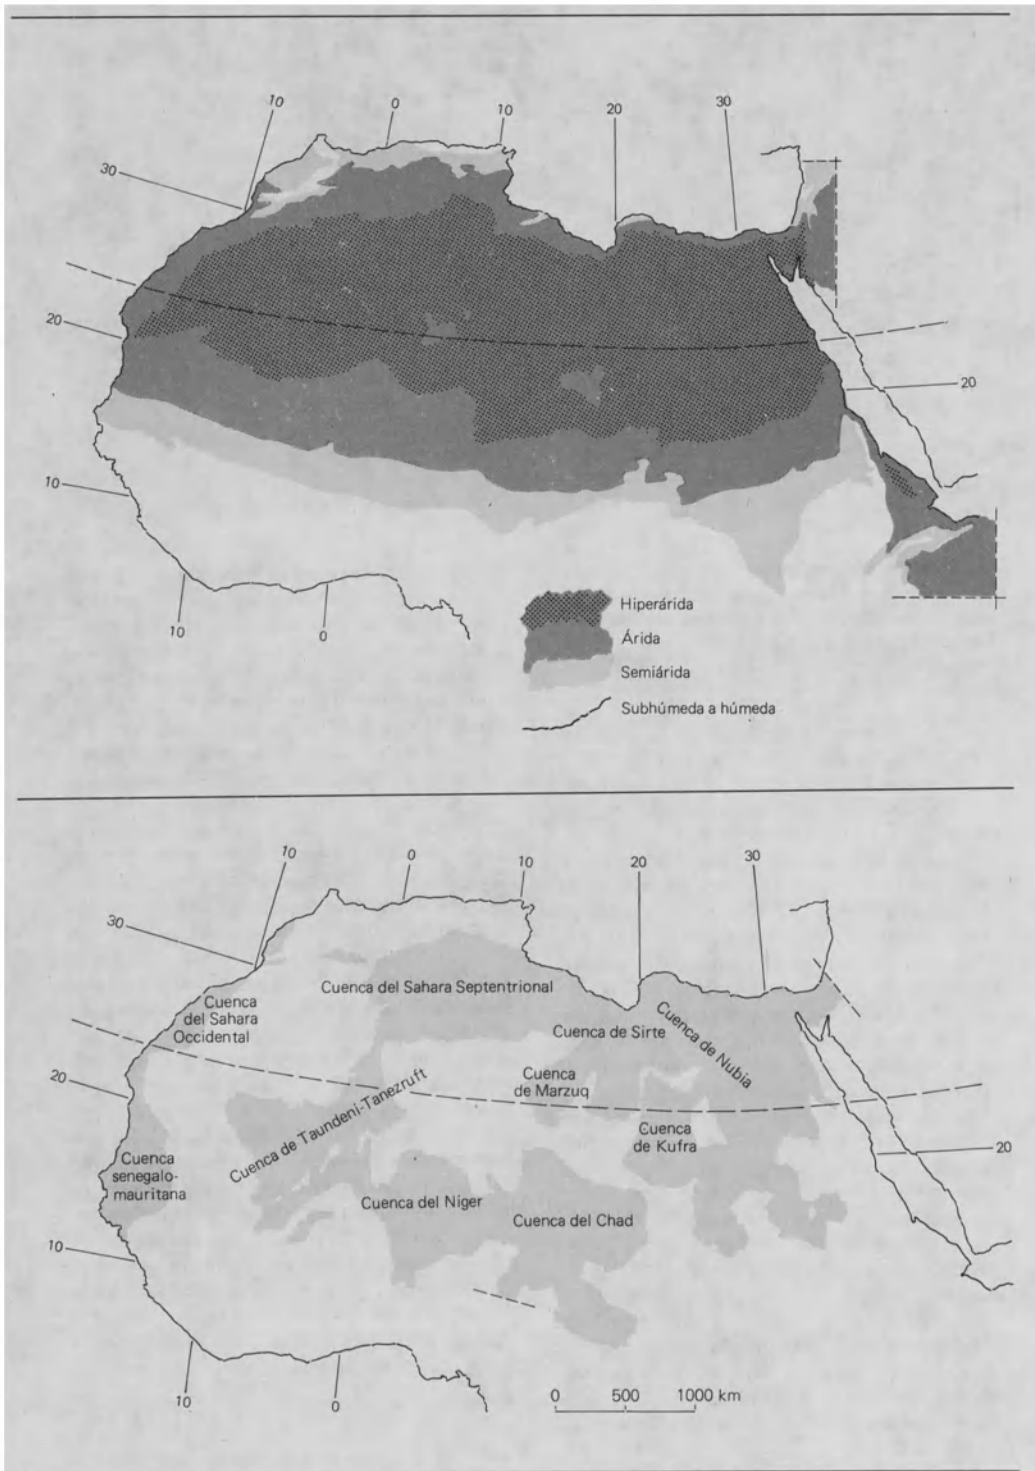 10
0
10
20
30
30
20
20
10
10
0
Hiperárida
Árida
Semiárida
Subhúmeda a húmeda
10
0
10
20
30
30
Cuenca del Sahara Septentrional
Cuenca
del Sahara
Occidental
Cuenca de Sirte
Cuenca de Nubia
Cuenca
de Marzuq
20
Cuenca de Taundeni-Tanezruft
Cuenca
de Kufra
20
Cuenca
senegalo-
mauritana
Cuenca del Níger
Cuenca del Chad
10
10
0
0 500 1000 km